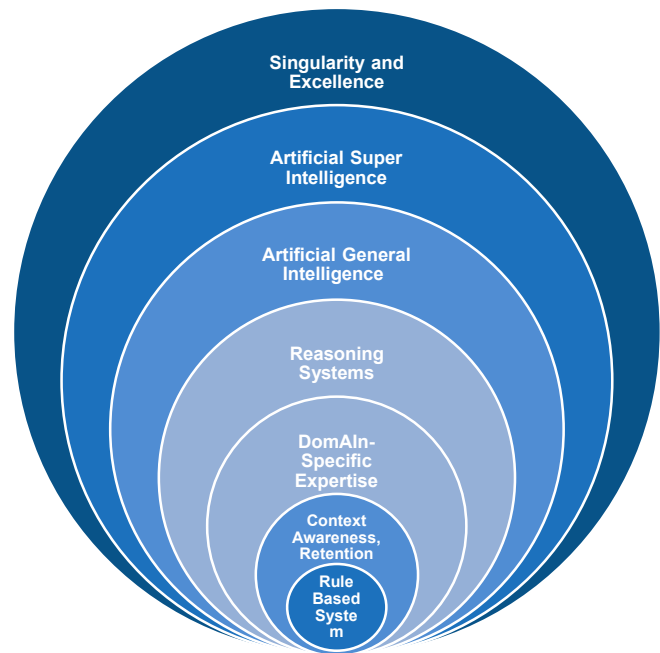 Singularity and
Excellence
Artificial Super
Intelligence
Artificial General
Intelligence
Reasoning
Systems
DomAIn-
Specific
Expertise
Context
Awareness,
Retention
Rule
Based
Syste
m